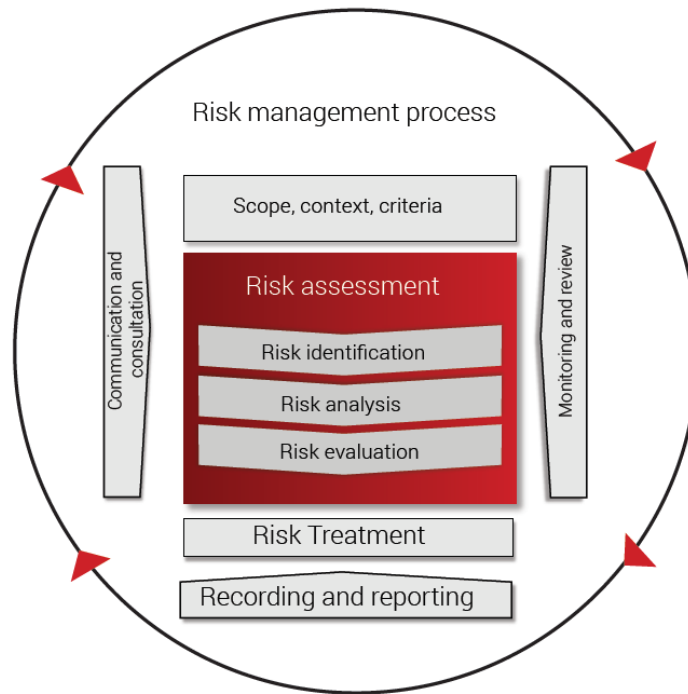 Risk management process
Scope, context, criteria
Communication and
consultation
Risk assessment
Risk identification
Risk analysis
Risk evaluation
Monitoring and review
Risk Treatment
Recording and reporting